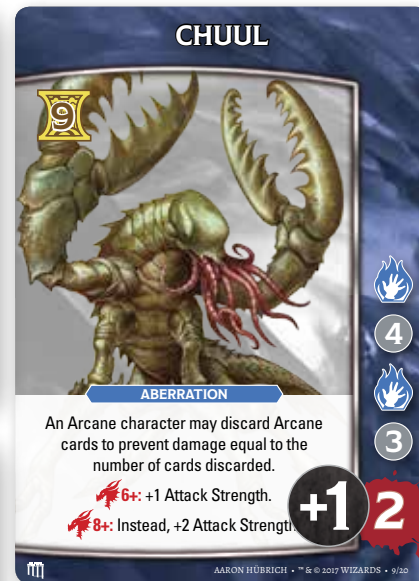 CHUUL
9
4
3
ABERRATION
An Arcane character may discard Arcane
cards to prevent damage equal to the
number of cards discarded.
6+: +1 Attack Strength.
8+: Instead, +2 Attack Strength
+1
2
AARON HÜBRICH • ™ & © 2017 WIZARDS • 9/20